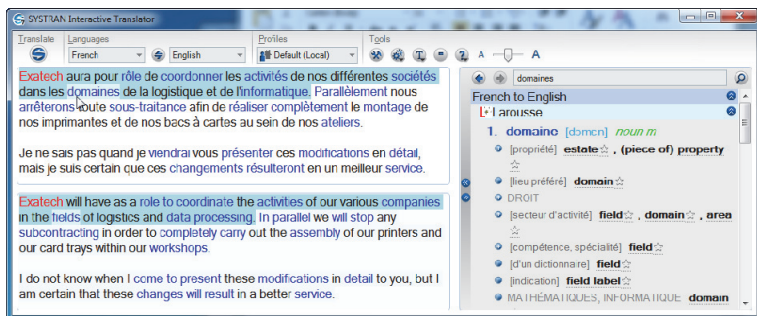 SYSTRAN Interactive Translator
Translate Languages Profiles Tools
French English Default (Local) A A
Exatech aura pour rôle de coordonner les activités de nos différentes sociétés
dans les domaines de la logistique et de l'informatique. Parallèlement nous
arrêterons toute sous-traitance afin de réaliser complètement le montage de
nos imprimantes et de nos bacs à cartes au sein de nos ateliers.
Je ne sais pas quand je viendrai vous présenter ces modifications en détail,
mais je suis certain que ces changements résulteront en un meilleur service.
Exatech will have as a role to coordinate the activities of our various companies
in the fields of logistics and data processing. In parallel we will stop any
subcontracting in order to completely carry out the assembly of our printers and
our card trays within our workshops.
I do not know when I come to present these modifications in detail to you, but I
am certain that these changes will result in a better service.
domaines
French to English
Larousse
1. domaine [dɔmɛn] noun m
[propriété] estate☆ , (piece of) property
☆
[lieu préféré] domain☆
DROIT
[secteur d'activité] field☆ , domain☆ , area
☆
[compétence, spécialité] field☆
[d'un dictionnaire] field☆
[indication] field label☆
MATHÉMATIQUES, INFORMATIQUE domain